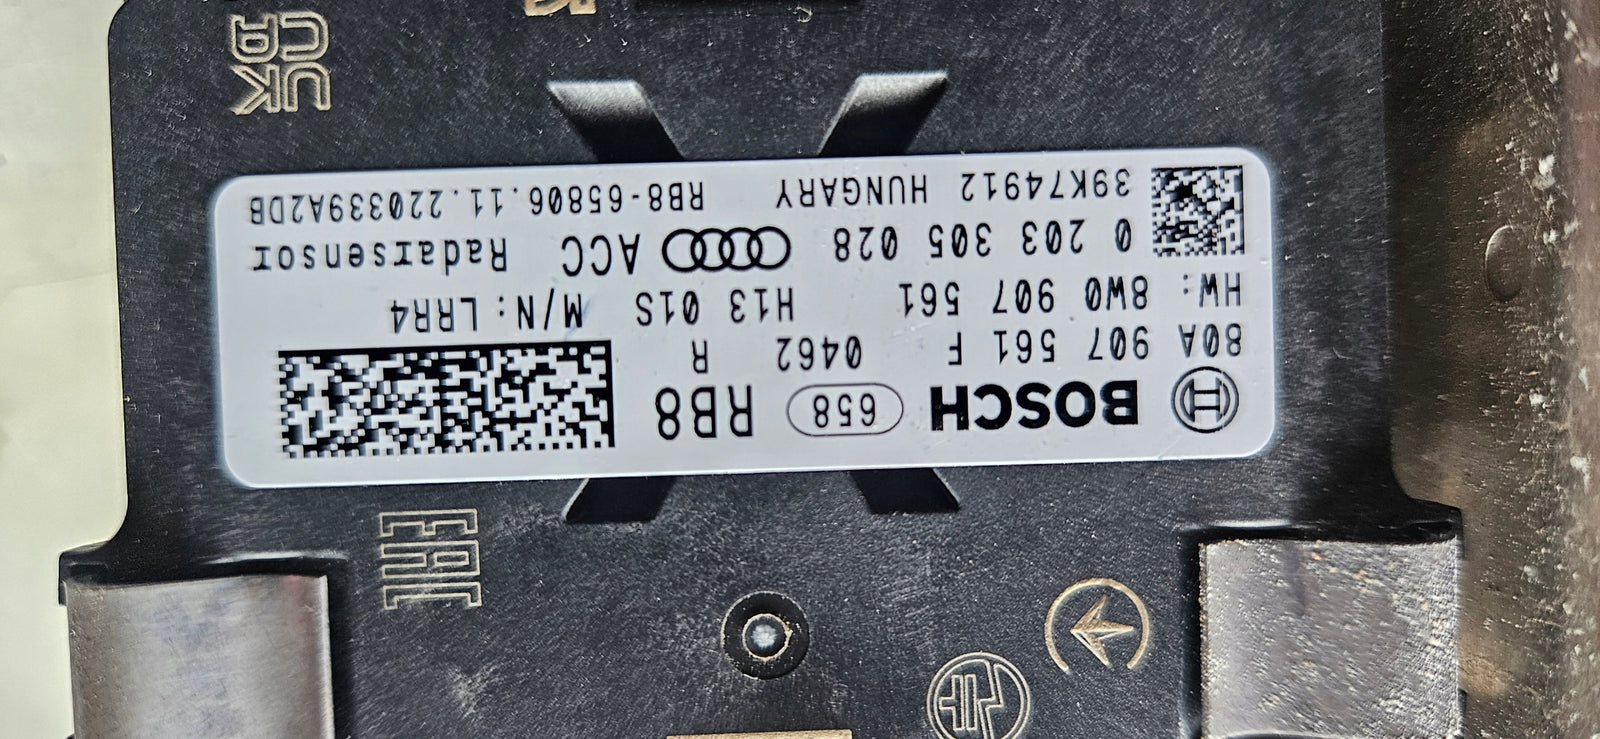 BOSCH 658 RB8
80A 907 561 F 0462 R
HW: 8W0 907 561 H13 01S M/N: LRR4
0 203 305 028 ACC Radarsensor
39K74912 HUNGARY RB8-65806.11.220339A2DB
EAC
UK
CA